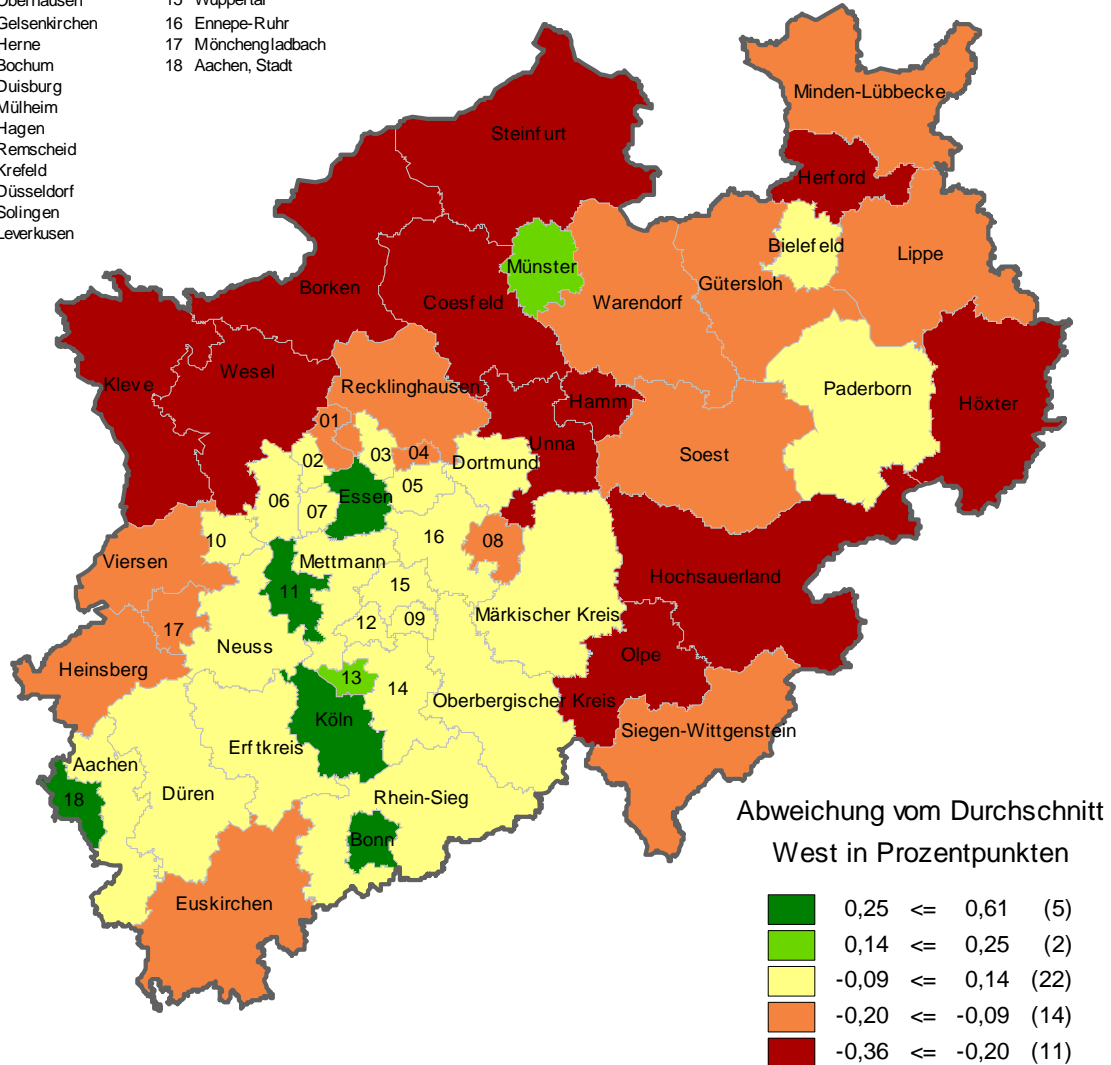 Oberhausen
Gelsenkirchen
Herne
Bochum
Duisburg
Mülheim
Hagen
Remscheid
Krefeld
Düsseldorf
Solingen
Leverkusen
15 Wuppertal
16 Ennepe-Ruhr
17 Mönchengladbach
18 Aachen, Stadt
Minden-Lübbecke
Steinfurt
Herford
Bielefeld
Lippe
Münster
Gütersloh
Borken
Coesfeld
Warendorf
Wesel
Kleve
Recklinghausen
Paderborn
Hamm
Höxter
01
Unna
04
03
02
Dortmund
Soest
05
Essen
06
07
16
10
08
Viersen
Mettmann
Hochsauerland
15
11
Märkischer Kreis
09
12
17
Neuss
Olpe
Heinsberg
13
14
Oberbergischer Kreis
Köln
Siegen-Wittgenstein
Erftkreis
Aachen
Düren
18
Rhein-Sieg
Bonn
Euskirchen
Abweichung vom Durchschnitt
West in Prozentpunkten
0,25 <= 0,61 (5)
0,14 <= 0,25 (2)
-0,09 <= 0,14 (22)
-0,20 <= -0,09 (14)
-0,36 <= -0,20 (11)